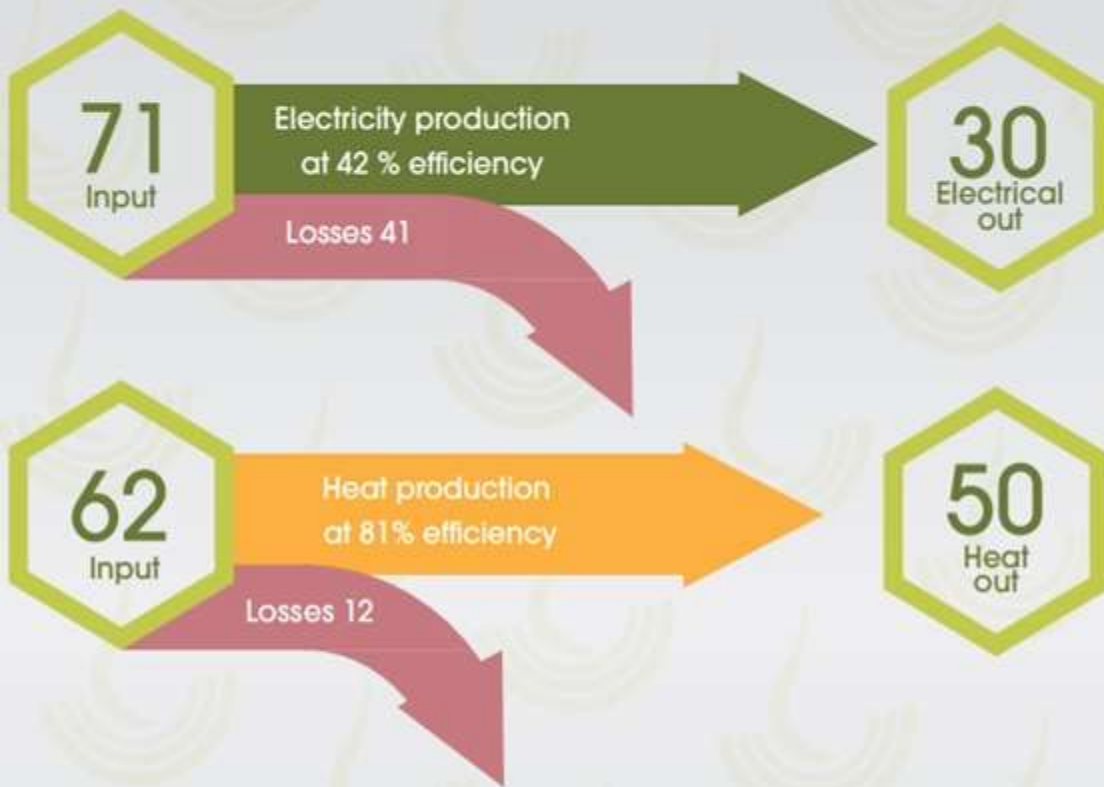 71
Input
Electricity production
at 42 % efficiency
Losses 41
30
Electrical
out
62
Input
Heat production
at 81% efficiency
Losses 12
50
Heat
out